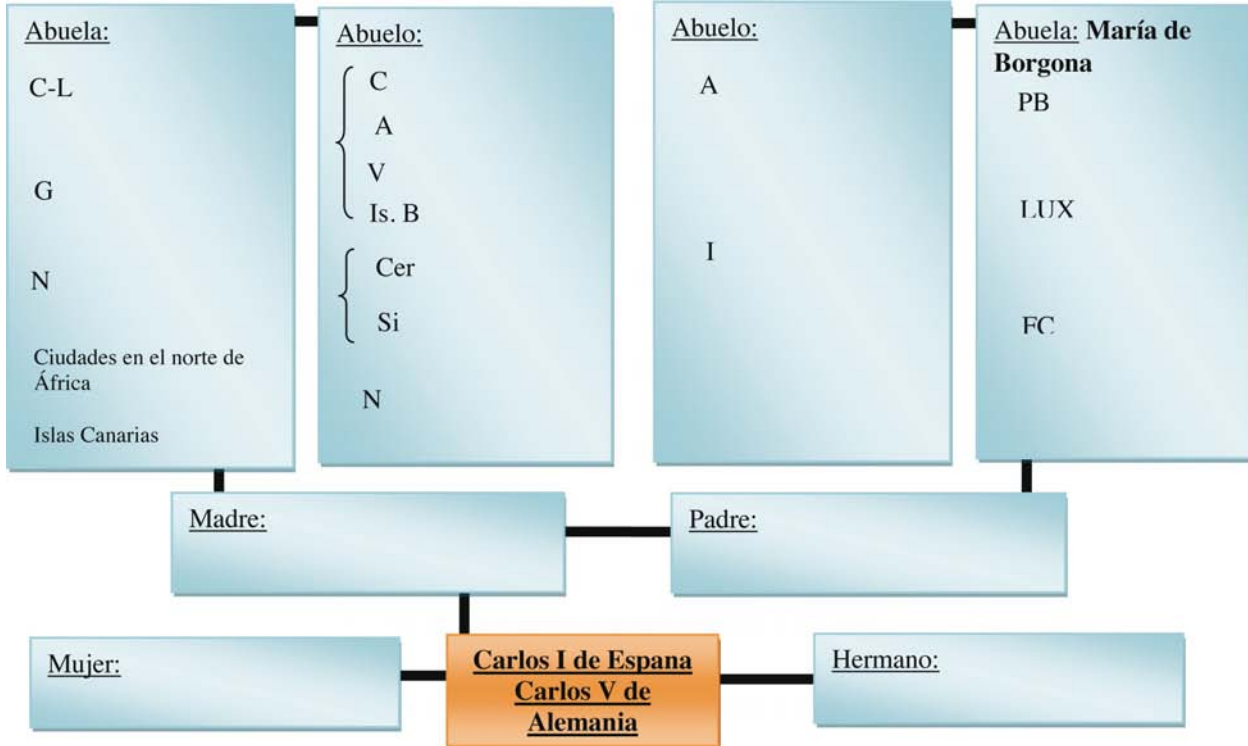 Abuela:
C-L
G
N
Ciudades en el norte de
África
Islas Canarias
Abuelo:
C
A
V
Is. B
Cer
Si
N
Abuelo:
A
I
Abuela: María de
Borgona
PB
LUX
FC
Madre:
Padre:
Mujer:
Carlos I de Espana
Carlos V de
Alemania
Hermano: